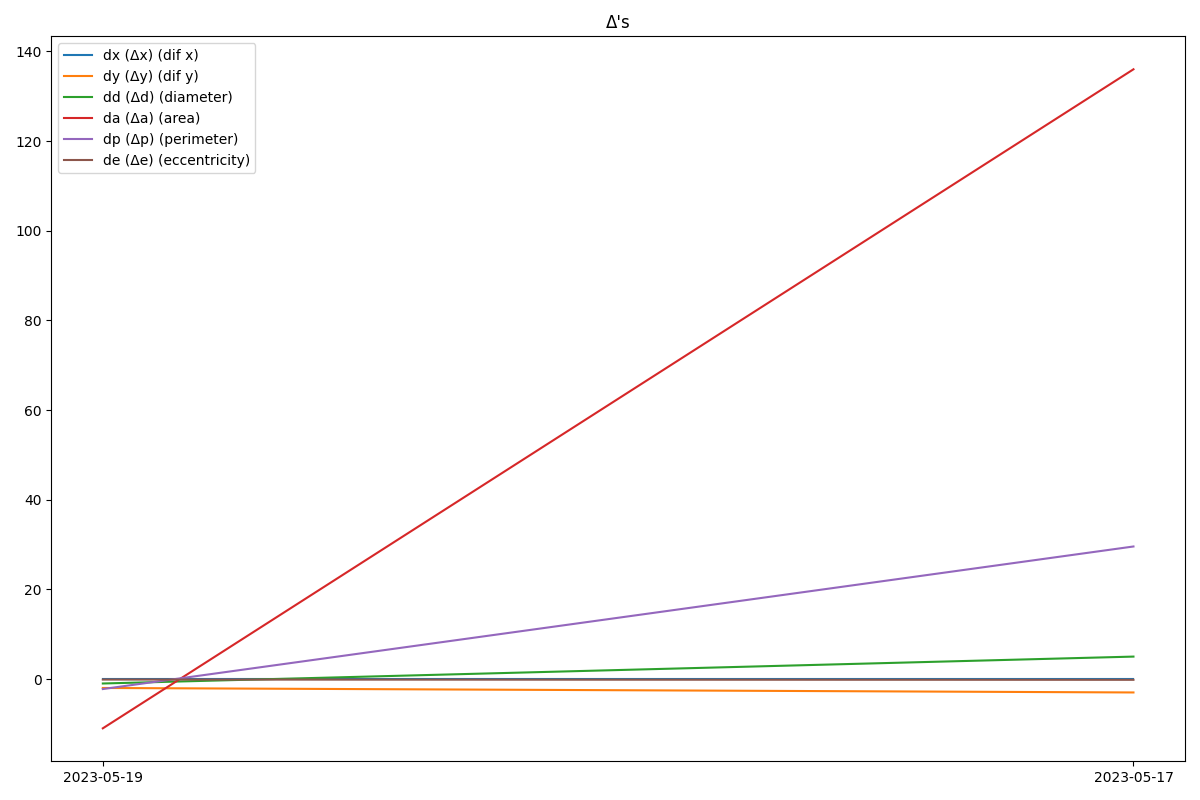 Δ's
dx (Δx) (dif x)
dy (Δy) (dif y)
dd (Δd) (diameter)
da (Δa) (area)
dp (Δp) (perimeter)
de (Δe) (eccentricity)
140
120
100
80
60
40
20
0
2023-05-19 2023-05-17